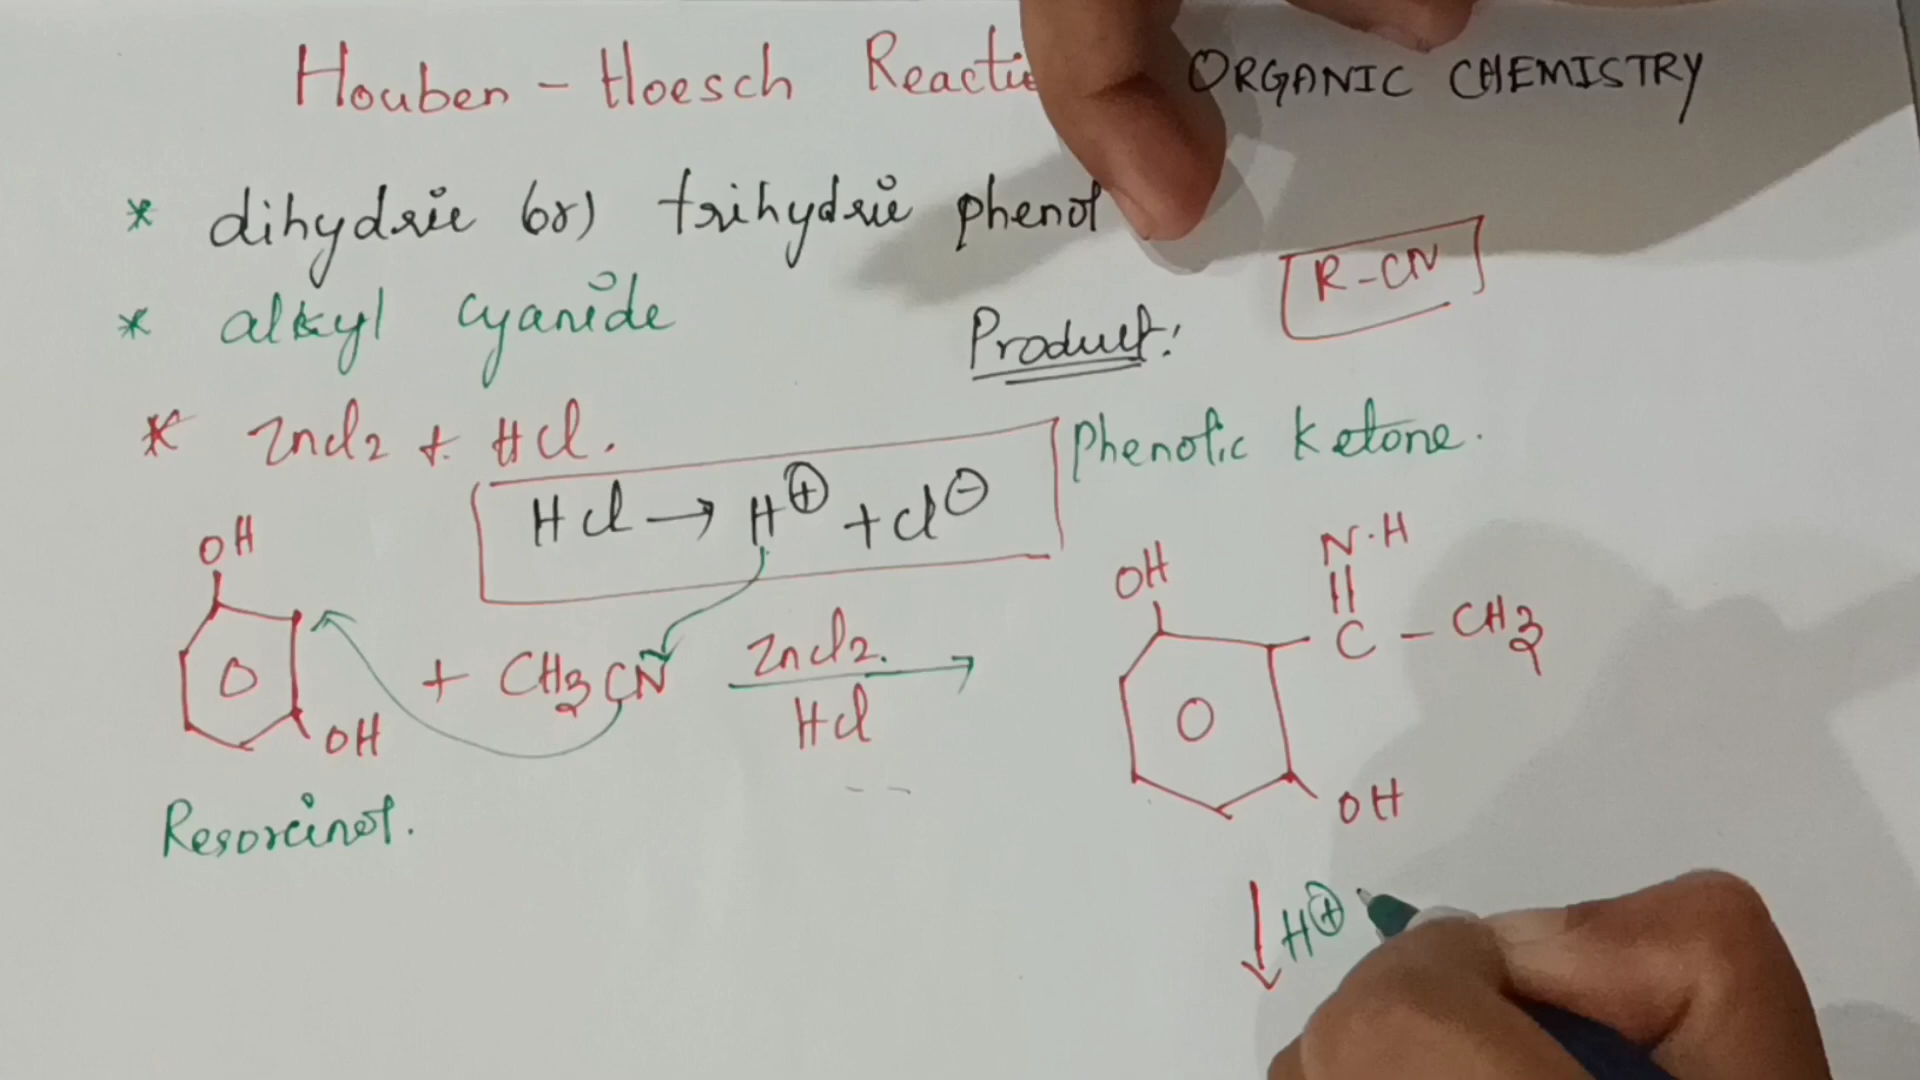 Houben - Hoesch Reactio
ORGANIC CHEMISTRY
* dihydric (or) trihydric phenol
* alkyl cyanide
R-CN
Product:
* ZnCl2 + HCl.
Phenolic Ketone.
HCl → H⊕ + Cl⊖
OH
OH
+ CH3CN
ZnCl2.
HCl
Resorcinol.
N-H
OH
C - CH3
OH
↓ H⊕